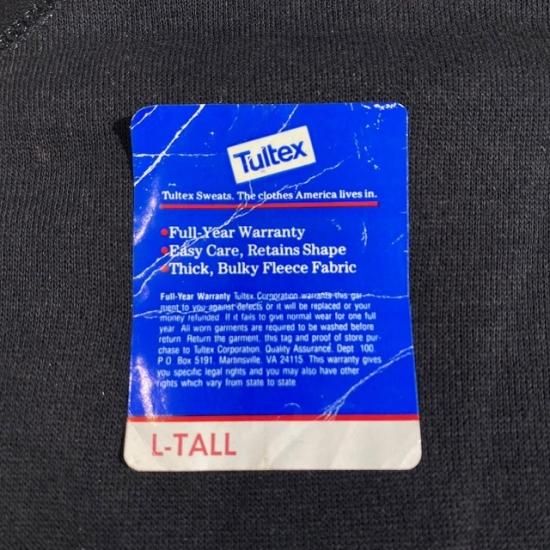 Tultex
Tultex Sweats. The clothes America lives in.
•Full-Year Warranty
•Easy Care, Retains Shape
•Thick, Bulky Fleece Fabric
Full-Year Warranty Tultex Corporation warrants this gar-
ment to you against defects or it will be replaced or your
money refunded. If it fails to give normal wear for one full
year. All worn garments are required to be washed before
return. Return the garment, this tag and proof of store pur-
chase to Tultex Corporation. Quality Assurance. Dept 100
P.O. Box 5191, Martinsville, VA 24115. This warranty gives
you specific legal rights and you may also have other
rights which vary from state to state
L-TALL